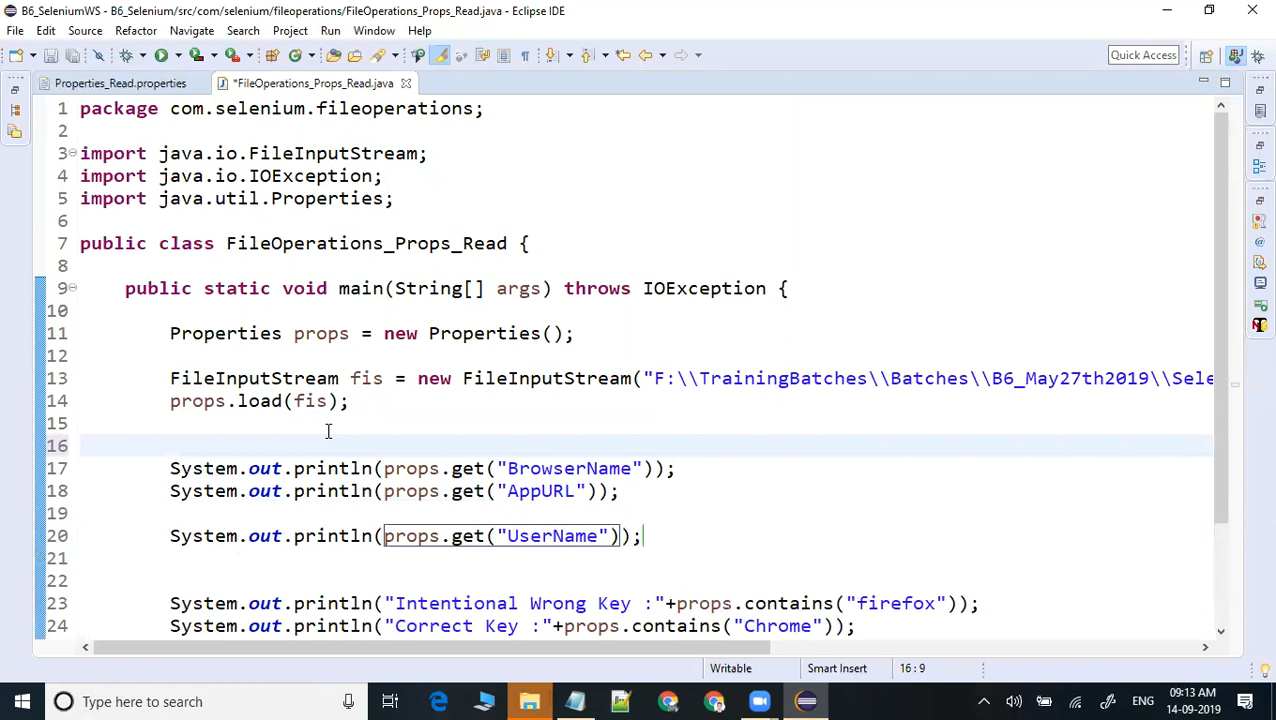 B6_SeleniumWS - B6_Selenium/src/com/selenium/fileoperations/FileOperations_Props_Read.java - Eclipse IDE
File Edit Source Refactor Navigate Search Project Run Window Help
Quick Access
Properties_Read.properties *FileOperations_Props_Read.java
1 package com.selenium.fileoperations;
2
3 import java.io.FileInputStream;
4 import java.io.IOException;
5 import java.util.Properties;
6
7 public class FileOperations_Props_Read {
8
9 public static void main(String[] args) throws IOException {
10
11 Properties props = new Properties();
12
13 FileInputStream fis = new FileInputStream("F:\\TrainingBatches\\Batches\\B6_May27th2019\\Sele
14 props.load(fis);
15
16
17 System.out.println(props.get("BrowserName"));
18 System.out.println(props.get("AppURL"));
19
20 System.out.println(props.get("UserName"));
21
22
23 System.out.println("Intentional Wrong Key :"+props.contains("firefox"));
24 System.out.println("Correct Key :"+props.contains("Chrome"));
Writable Smart Insert 16:9
Type here to search
ENG
09:13 AM
14-09-2019